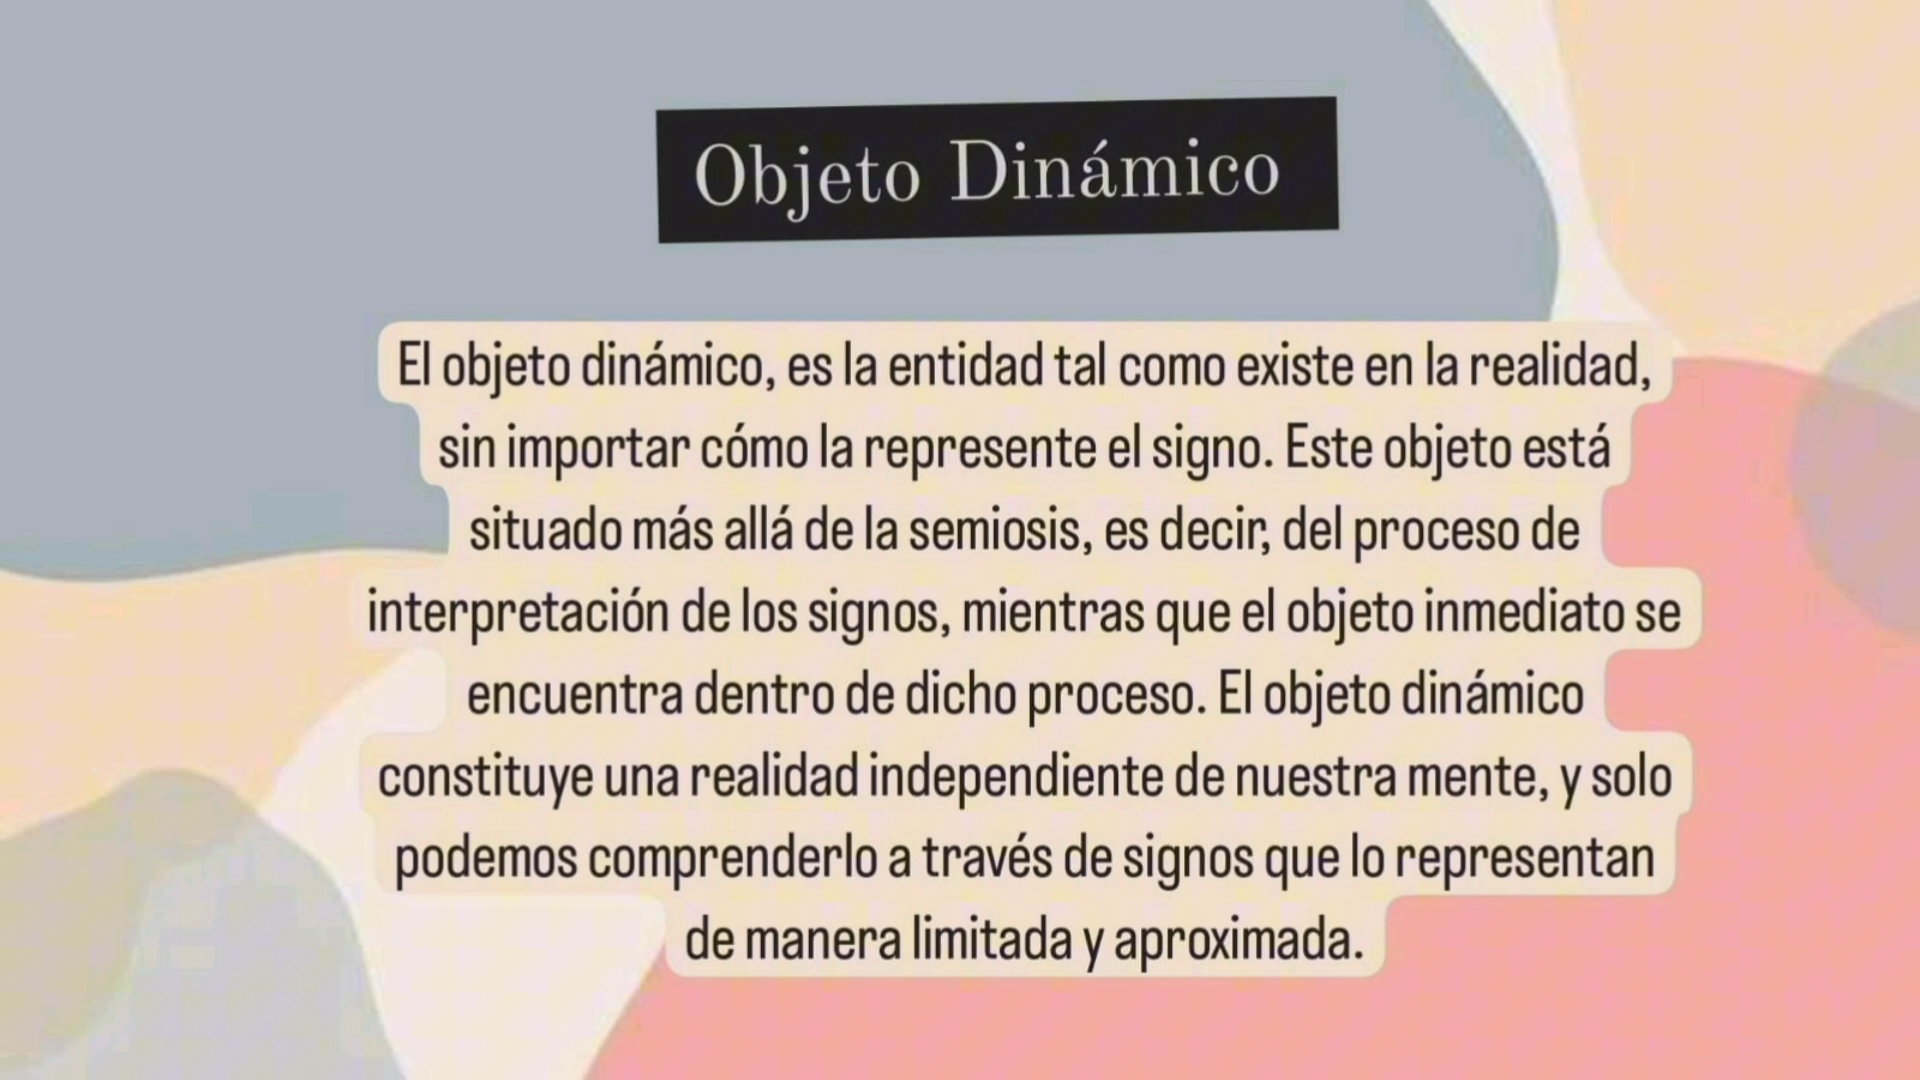 Objeto Dinámico
El objeto dinámico, es la entidad tal como existe en la realidad,
sin importar cómo la represente el signo. Este objeto está
situado más allá de la semiosis, es decir, del proceso de
interpretación de los signos, mientras que el objeto inmediato se
encuentra dentro de dicho proceso. El objeto dinámico
constituye una realidad independiente de nuestra mente, y solo
podemos comprenderlo a través de signos que lo representan
de manera limitada y aproximada.